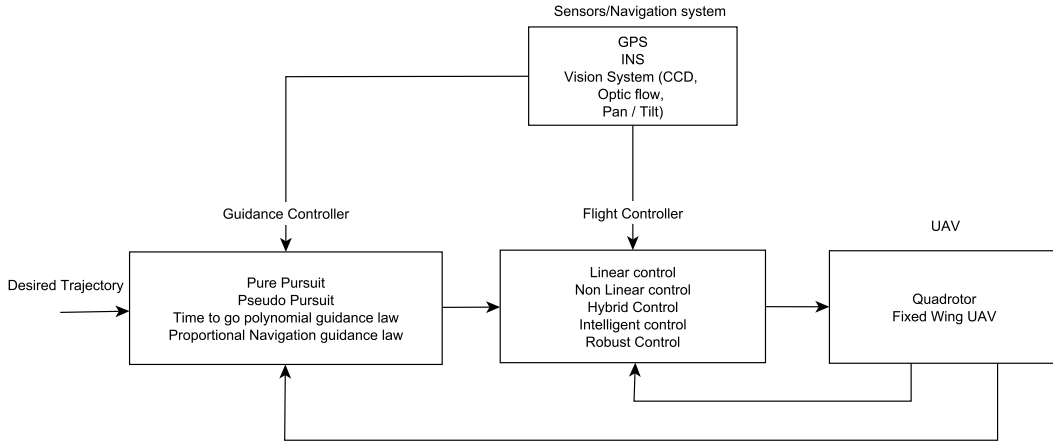 Sensors/Navigation system
GPS
INS
Vision System (CCD,
Optic flow,
Pan / Tilt)
Guidance Controller
Flight Controller
UAV
Desired Trajectory
Pure Pursuit
Pseudo Pursuit
Time to go polynomial guidance law
Proportional Navigation guidance law
Linear control
Non Linear control
Hybrid Control
Intelligent control
Robust Control
Quadrotor
Fixed Wing UAV